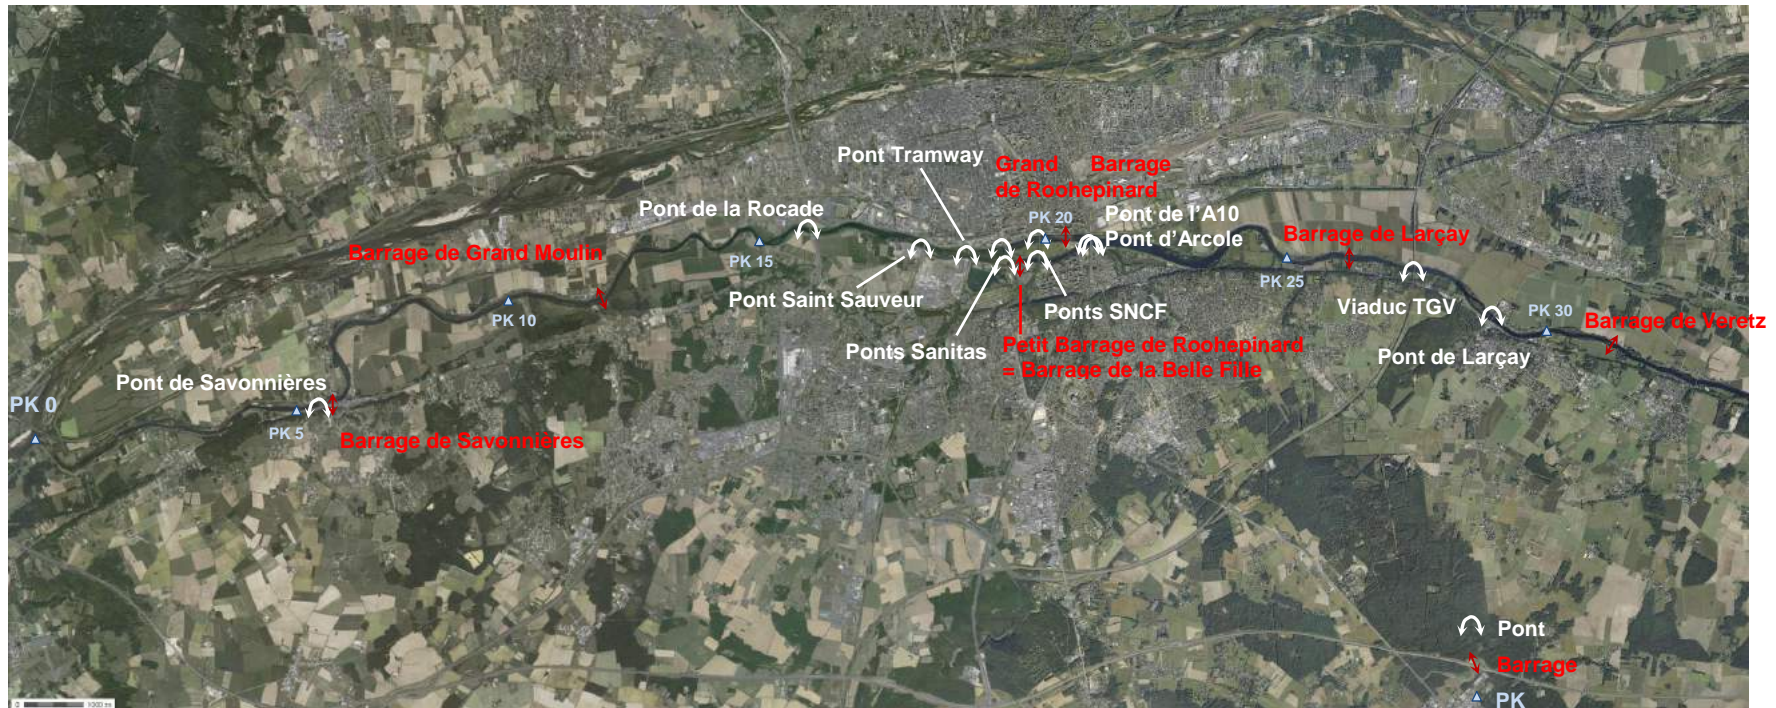 Pont Tramway
Grand Barrage
de Roohepinard
Pont de la Rocade
PK 20
Pont de l'A10
Pont d'Arcole
Barrage de Larçay
Barrage de Grand Moulin
PK 15
PK 25
Pont Saint Sauveur
Ponts SNCF
Viaduc TGV
PK 10
PK 30
Barrage de Veretz
Ponts Sanitas
Petit Barrage de Roohepinard
= Barrage de la Belle Fille
Pont de Larçay
Pont de Savonnières
PK 0
PK 5
Barrage de Savonnières
Pont
Barrage
PK
0 1000 m